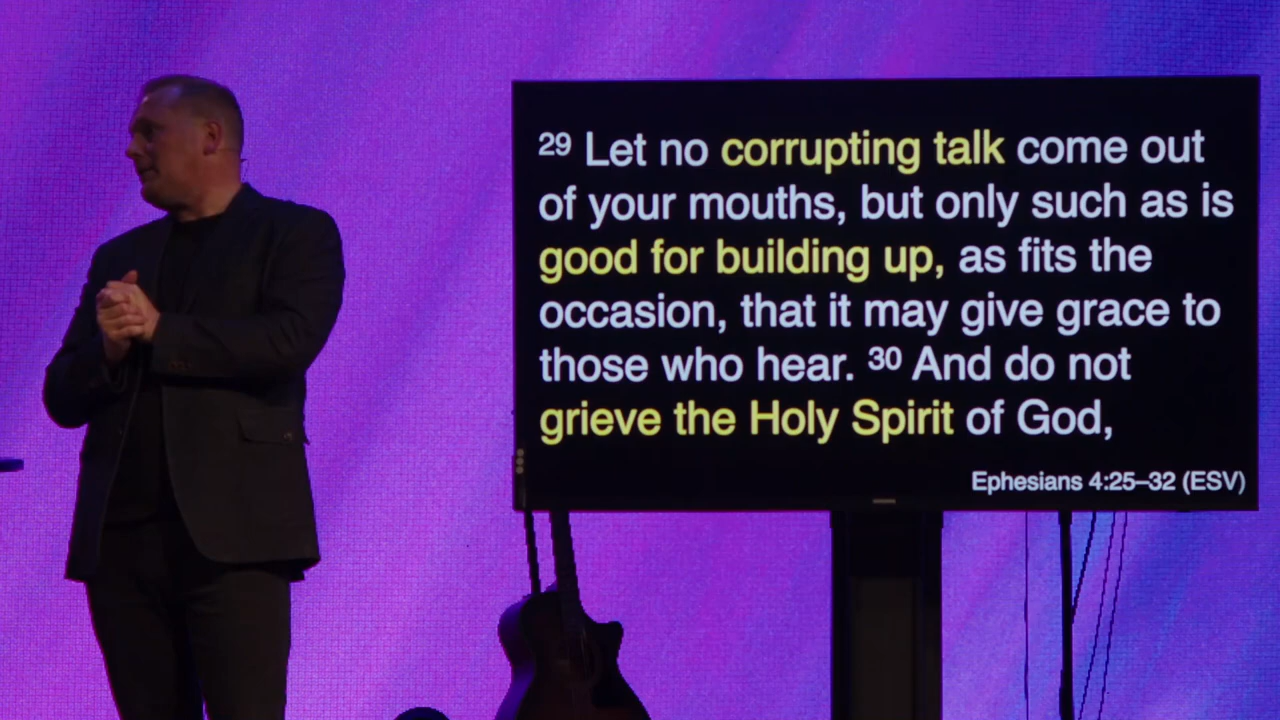 29 Let no corrupting talk come out
of your mouths, but only such as is
good for building up, as fits the
occasion, that it may give grace to
those who hear. 30 And do not
grieve the Holy Spirit of God,
Ephesians 4:25–32 (ESV)